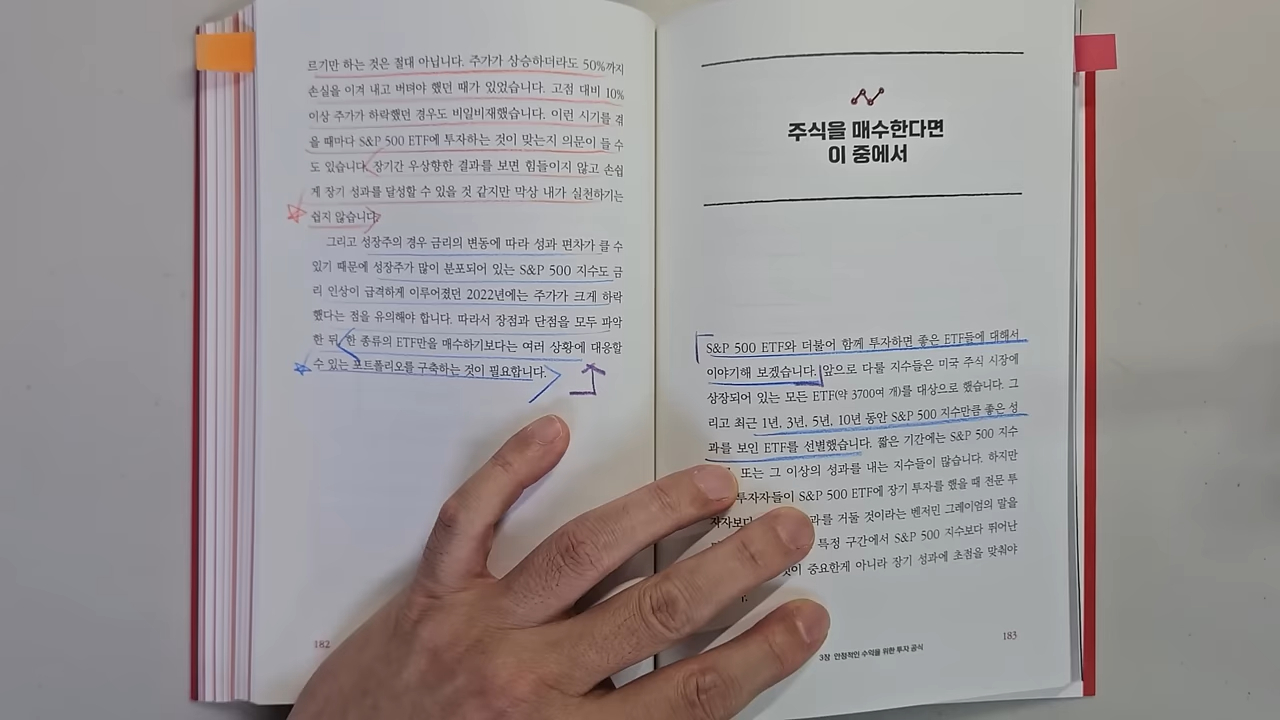 르기만 하는 것은 절대 아닙니다. 주가가 상승하더라도 50%까지
손실을 이겨 내고 버텨야 했던 때가 있었습니다. 고점 대비 10%
이상 주가가 하락했던 경우도 비일비재했습니다. 이런 시기를 겪
을 때마다 S&P 500 ETF에 투자하는 것이 맞는지 의문이 들 수
도 있습니다. 장기간 우상향한 결과를 보면 힘들이지 않고 손쉽
게 장기 성과를 달성할 수 있을 것 같지만 막상 내가 실천하기는
쉽지 않습니다.
그리고 성장주의 경우 금리의 변동에 따라 성과 편차가 클 수
있기 때문에 성장주가 많이 분포되어 있는 S&P 500 지수도 금
리 인상이 급격하게 이루어졌던 2022년에는 주가가 크게 하락
했다는 점을 유의해야 합니다. 따라서 장점과 단점을 모두 파악
한 뒤 한 종류의 ETF만을 매수하기보다는 여러 상황에 대응할
수 있는 포트폴리오를 구축하는 것이 필요합니다.
182
주식을 매수한다면
이 중에서
S&P 500 ETF와 더불어 함께 투자하면 좋은 ETF들에 대해서
이야기해 보겠습니다. 앞으로 다룰 지수들은 미국 주식 시장에
상장되어 있는 모든 ETF(약 3700여 개)를 대상으로 했습니다. 그
리고 최근 1년, 3년, 5년, 10년 동안 S&P 500 지수만큼 좋은 성
과를 보인 ETF를 선별했습니다. 짧은 기간에는 S&P 500 지수
또는 그 이상의 성과를 내는 지수들이 많습니다. 하지만
투자자들이 S&P 500 ETF에 장기 투자를 했을 때 전문 투
자자보다 과를 거둘 것이라는 벤저민 그레이엄의 말을
특정 구간에서 S&P 500 지수보다 뛰어난
중요한게 아니라 장기 성과에 초점을 맞춰야
3장 안정적인 수익을 위한 투자 공식
183